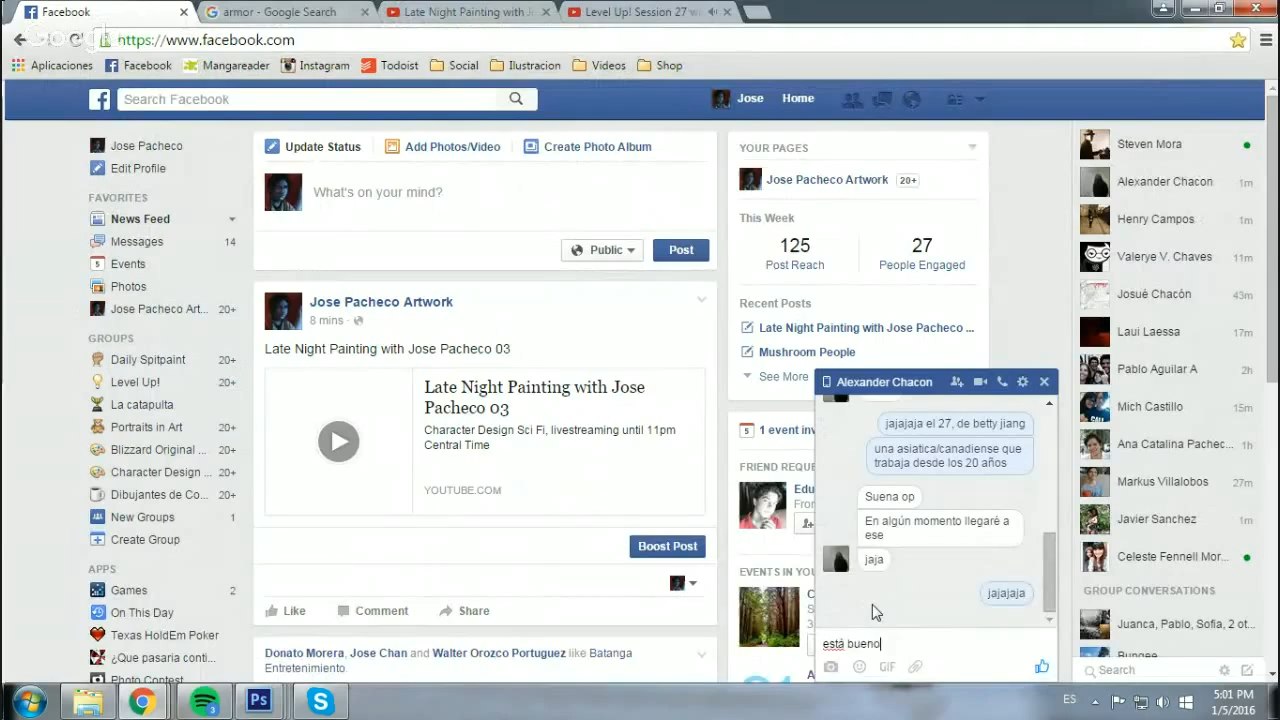 Facebook
armor - Google Search
Late Night Painting with J
Level Up! Session 27 w
https://www.facebook.com
Aplicaciones
Facebook
Mangareader
Instagram
Todoist
Social
Ilustracion
Videos
Shop
Search Facebook
Jose
Home
Jose Pacheco
Edit Profile
FAVORITES
News Feed
Messages 14
Events
Photos
Jose Pacheco Art... 20+
GROUPS
Daily Spitpaint 20+
Level Up! 20+
La catapulta 20+
Portraits in Art 20+
Blizzard Original ... 20+
Character Design ... 20+
Dibujantes de Co... 20+
New Groups 1
Create Group
APPS
Games 2
On This Day
Texas HoldEm Poker
¿Que pasaria conti...
Photo Contest
Update Status
Add Photos/Video
Create Photo Album
What's on your mind?
Public
Post
Jose Pacheco Artwork
8 mins ·
Late Night Painting with Jose Pacheco 03
Late Night Painting with Jose
Pacheco 03
Character Design Sci Fi, livestreaming until 11pm
Central Time
YOUTUBE.COM
Boost Post
Like
Comment
Share
Donato Morera, Jose Chan and Walter Orozco Portuguez like Batanga
Entretenimiento.
YOUR PAGES
Jose Pacheco Artwork 20+
This Week
125
Post Reach
27
People Engaged
Recent Posts
Late Night Painting with Jose Pacheco ...
Mushroom People
See More
1 event inv
FRIEND REQUE
Edu
From
EVENTS IN YOU
Alexander Chacon
jajajaja el 27, de betty jiang
una asiatica/canadiense que
trabaja desde los 20 años
Suena op
En algún momento llegaré a
ese
jaja
jajajaja
está bueno
GIF
Steven Mora
Alexander Chacon 1m
Henry Campos 1m
Valerye V. Chaves 11m
Josué Chacón 43m
Laui Laessa 17m
Pablo Aguilar A 2h
Mich Castillo 15m
Ana Catalina Pachec... 1h
Markus Villalobos 27m
Javier Sanchez 1m
Celeste Fennell Mor...
GROUP CONVERSATIONS
Juanca, Pablo, Sofía, 2 ot...
Bungee
Search
ES
5:01 PM
1/5/2016